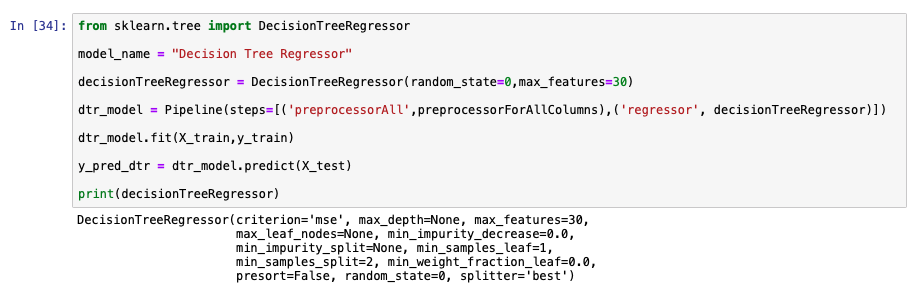 In [34]: from sklearn.tree import DecisionTreeRegressor
model_name = "Decision Tree Regressor"
decisionTreeRegressor = DecisionTreeRegressor(random_state=0,max_features=30)
dtr_model = Pipeline(steps=[('preprocessorAll',preprocessorForAllColumns),('regressor', decisionTreeRegressor)])
dtr_model.fit(X_train,y_train)
y_pred_dtr = dtr_model.predict(X_test)
print(decisionTreeRegressor)
DecisionTreeRegressor(criterion='mse', max_depth=None, max_features=30,
max_leaf_nodes=None, min_impurity_decrease=0.0,
min_impurity_split=None, min_samples_leaf=1,
min_samples_split=2, min_weight_fraction_leaf=0.0,
presort=False, random_state=0, splitter='best')